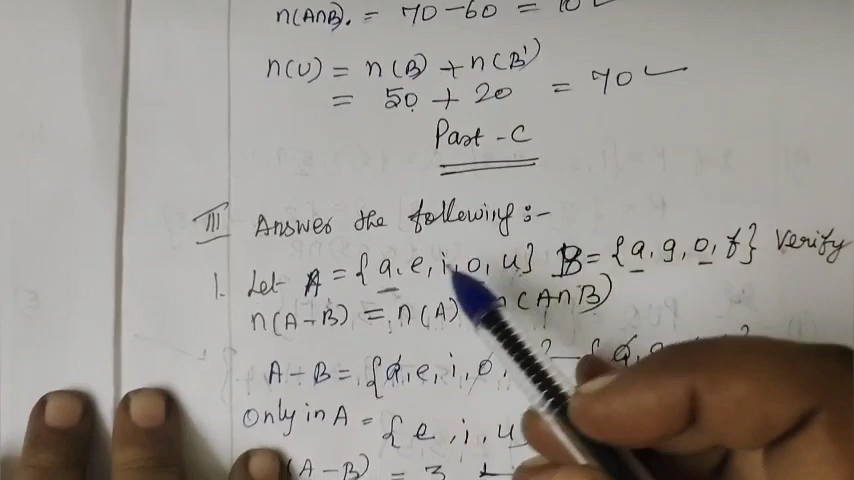 n(A∩B). = 70 - 60 = 10
n(U) = n(B) + n(B')
= 50 + 20 = 70
Part - C
III Answer the following :-
1. Let A = {a, e, i, o, u} B = {a, g, o, f} Verify
n(A-B) = n(A) n(A∩B)
A - B = {a, e, i, o, - {a,
Only in A = {e, i, u
(A-B) = 3